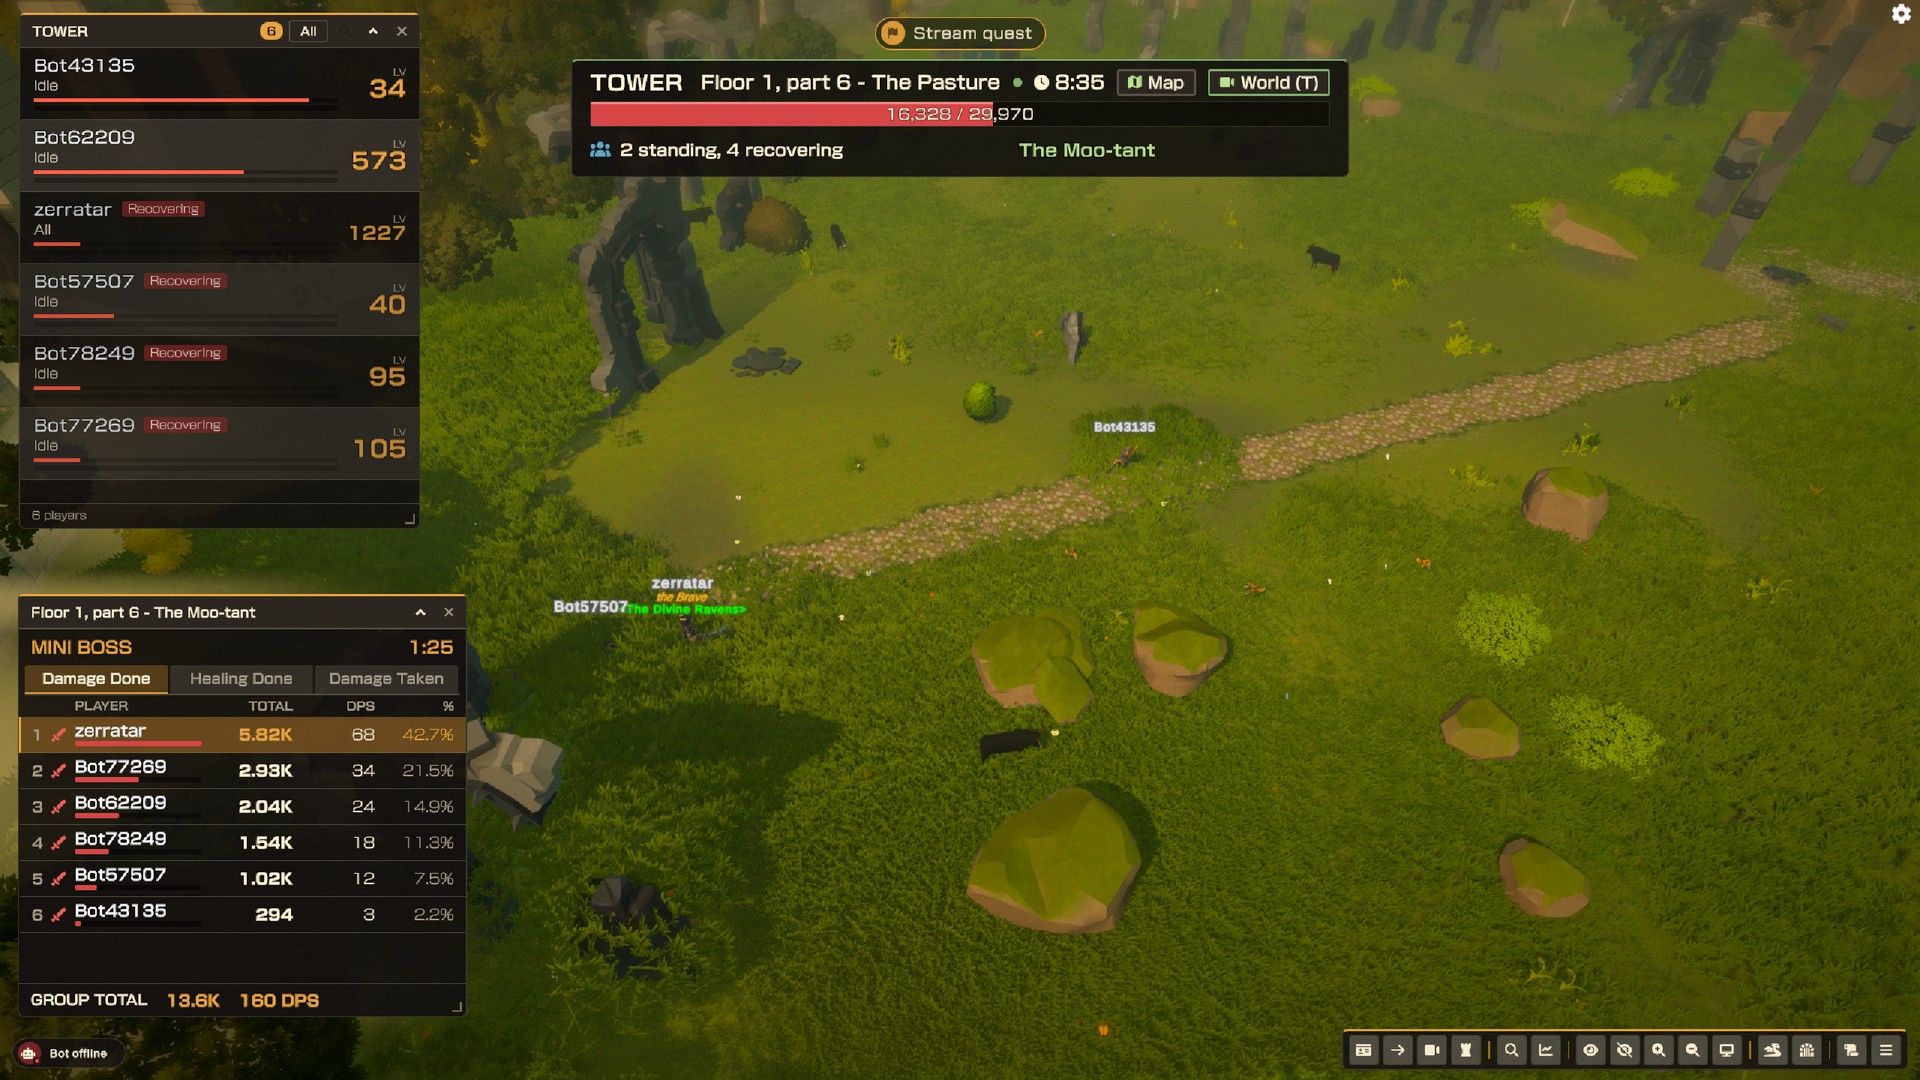 TOWER 6 All
Bot43135
Idle
LV
34
Bot62209
Idle
LV
573
zerratar Recovering
All
LV
1227
Bot57507 Recovering
Idle
LV
40
Bot78249 Recovering
Idle
LV
95
Bot77269 Recovering
Idle
LV
105
6 players
Stream quest
TOWER Floor 1, part 6 - The Pasture 8:35 Map World (T)
16,328 / 29,970
2 standing, 4 recovering The Moo-tant
Bot43135
zerratar
the Brave
Bot57507
The Divine Ravens>
Floor 1, part 6 - The Moo-tant
MINI BOSS 1:25
Damage Done Healing Done Damage Taken
PLAYER TOTAL DPS %
1 zerratar 5.82K 68 42.7%
2 Bot77269 2.93K 34 21.5%
3 Bot62209 2.04K 24 14.9%
4 Bot78249 1.54K 18 11.3%
5 Bot57507 1.02K 12 7.5%
6 Bot43135 294 3 2.2%
GROUP TOTAL 13.6K 160 DPS
Bot offline